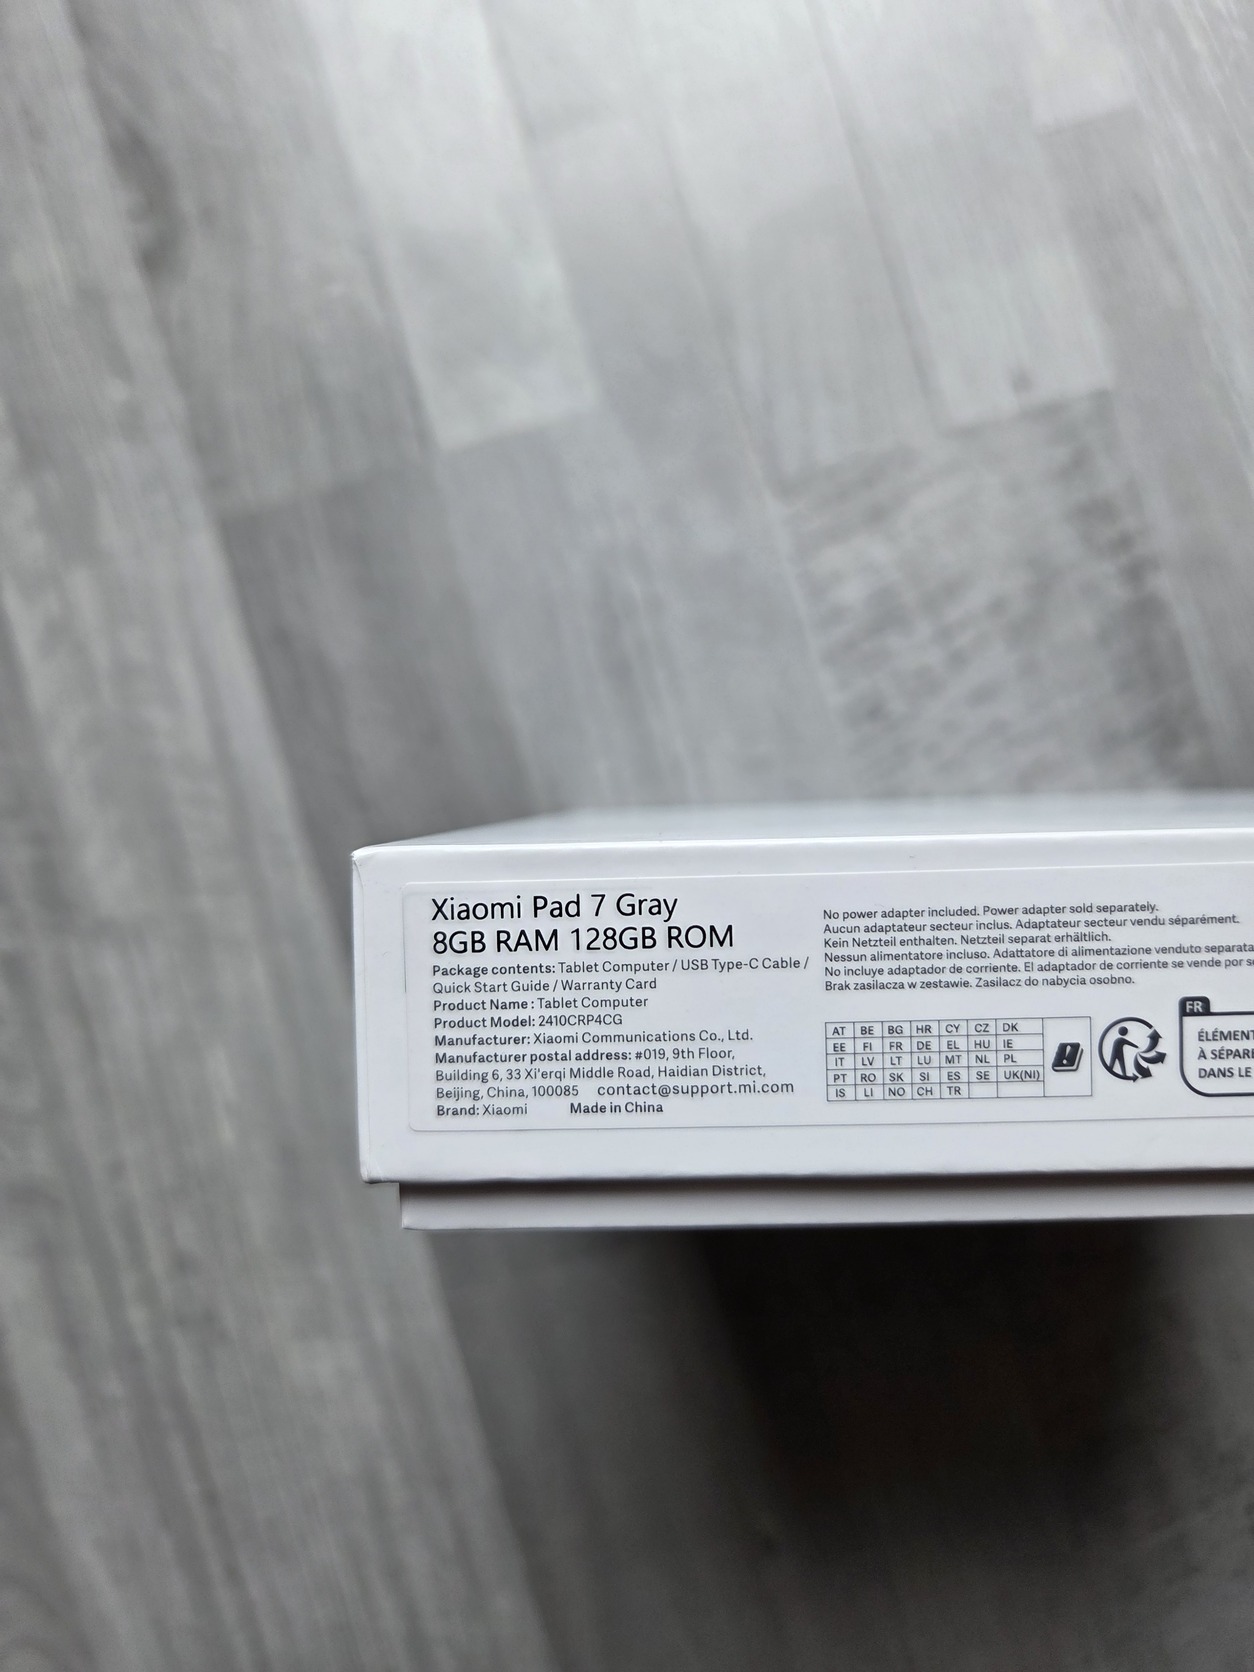 Xiaomi Pad 7 Gray
8GB RAM 128GB ROM
Package contents: Tablet Computer / USB Type-C Cable /
Quick Start Guide / Warranty Card
Product Name : Tablet Computer
Product Model: 2410CRP4CG
Manufacturer: Xiaomi Communications Co., Ltd.
Manufacturer postal address: #019, 9th Floor,
Building 6, 33 Xi'erqi Middle Road, Haidian District,
Beijing, China, 100085 contact@support.mi.com
Brand: Xiaomi Made in China
No power adapter included. Power adapter sold separately.
Aucun adaptateur secteur inclus. Adaptateur secteur vendu séparément.
Kein Netzteil enthalten. Netzteil separat erhältlich.
Nessun alimentatore incluso. Adattatore di alimentazione venduto separata
No incluye adaptador de corriente. El adaptador de corriente se vende por se
Brak zasilacza w zestawie. Zasilacz do nabycia osobno.
AT BE BG HR CY CZ DK
EE FI FR DE EL HU IE
IT LV LT LU MT NL PL
PT RO SK SI ES SE UK(NI)
IS LI NO CH TR
FR
ÉLÉMENT
À SÉPARE
DANS LE